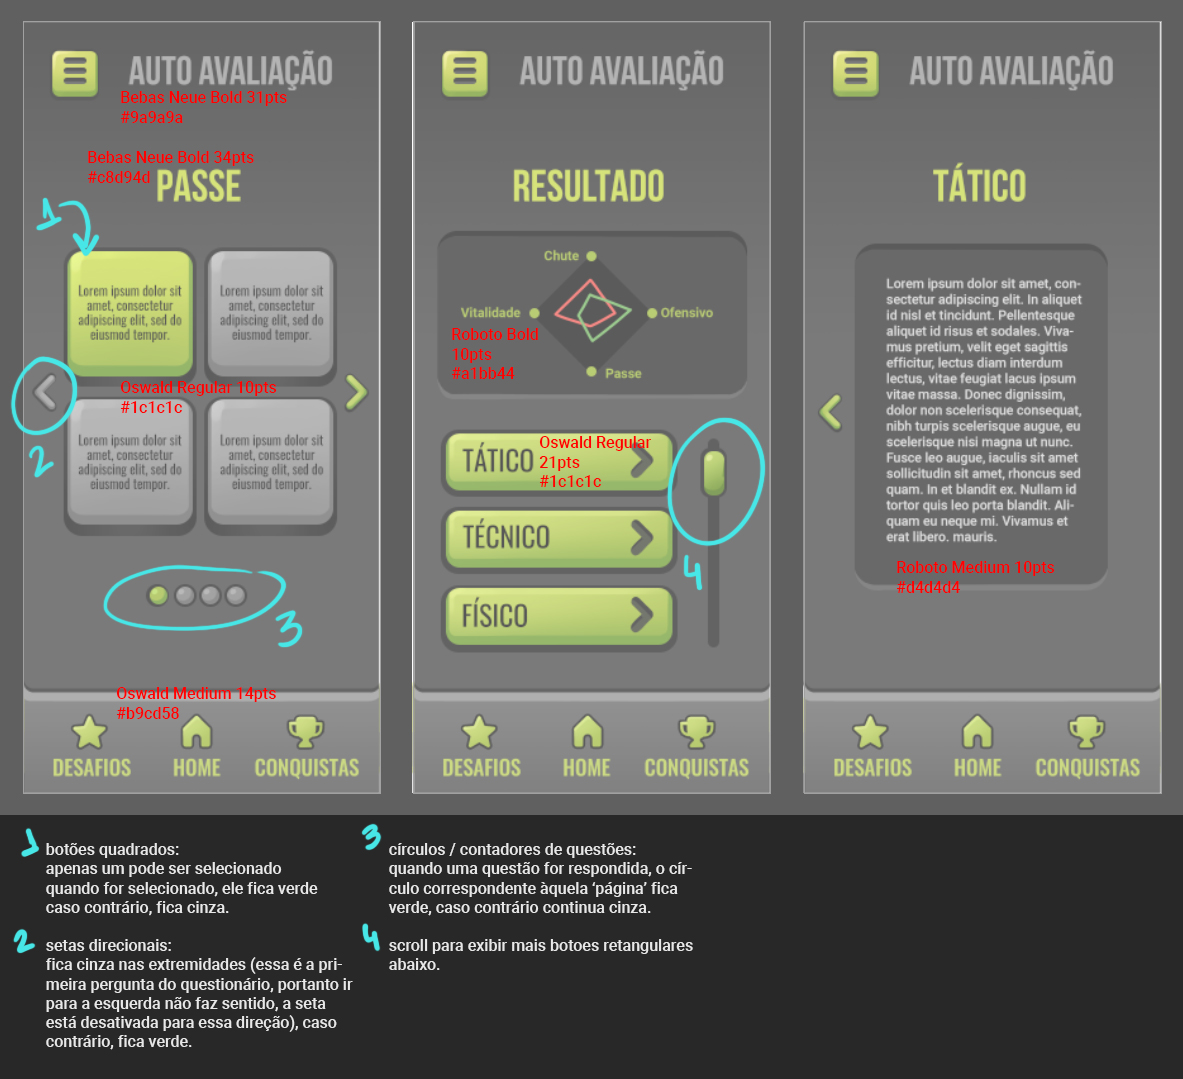 AUTO AVALIAÇÃO
Bebas Neue Bold 31pts
#9a9a9a
Bebas Neue Bold 34pts
#c8d94d
PASSE
1
Lorem ipsum dolor sit
amet, consectetur
adipiscing elit, sed do
eiusmod tempor.
Lorem ipsum dolor sit
amet, consectetur
adipiscing elit, sed do
eiusmod tempor.
Oswald Regular 10pts
#1c1c1c
2
Lorem ipsum dolor sit
amet, consectetur
adipiscing elit, sed do
eiusmod tempor.
Lorem ipsum dolor sit
amet, consectetur
adipiscing elit, sed do
eiusmod tempor.
3
Oswald Medium 14pts
#b9cd58
DESAFIOS
HOME
CONQUISTAS
AUTO AVALIAÇÃO
RESULTADO
Chute
Vitalidade
Ofensivo
Passe
Roboto Bold
10pts
#a1bb44
TÁTICO
Oswald Regular
21pts
#1c1c1c
TÉCNICO
4
FÍSICO
DESAFIOS
HOME
CONQUISTAS
AUTO AVALIAÇÃO
TÁTICO
Lorem ipsum dolor sit amet, con-
sectetur adipiscing elit. In aliquet
id nisl et tincidunt. Pellentesque
aliquet id risus et sodales. Viva-
mus pretium, velit eget sagittis
efficitur, lectus diam interdum
lectus, vitae feugiat lacus ipsum
vitae massa. Donec dignissim,
dolor non scelerisque consequat,
nibh turpis scelerisque augue, eu
scelerisque nisi magna ut nunc.
Fusce leo augue, iaculis sit amet
sollicitudin sit amet, rhoncus sed
quam. In et blandit ex. Nullam id
tortor quis leo porta blandit. Ali-
quam eu neque mi. Vivamus et
erat libero. mauris.
Roboto Medium 10pts
#d4d4d4
DESAFIOS
HOME
CONQUISTAS
1
botões quadrados:
apenas um pode ser selecionado
quando for selecionado, ele fica verde
caso contrário, fica cinza.
2
setas direcionais:
fica cinza nas extremidades (essa é a pri-
meira pergunta do questionário, portanto ir
para a esquerda não faz sentido, a seta
está desativada para essa direção), caso
contrário, fica verde.
3
círculos / contadores de questões:
quando uma questão for respondida, o cír-
culo correspondente àquela ‘página’ fica
verde, caso contrário continua cinza.
4
scroll para exibir mais botoes retangulares
abaixo.